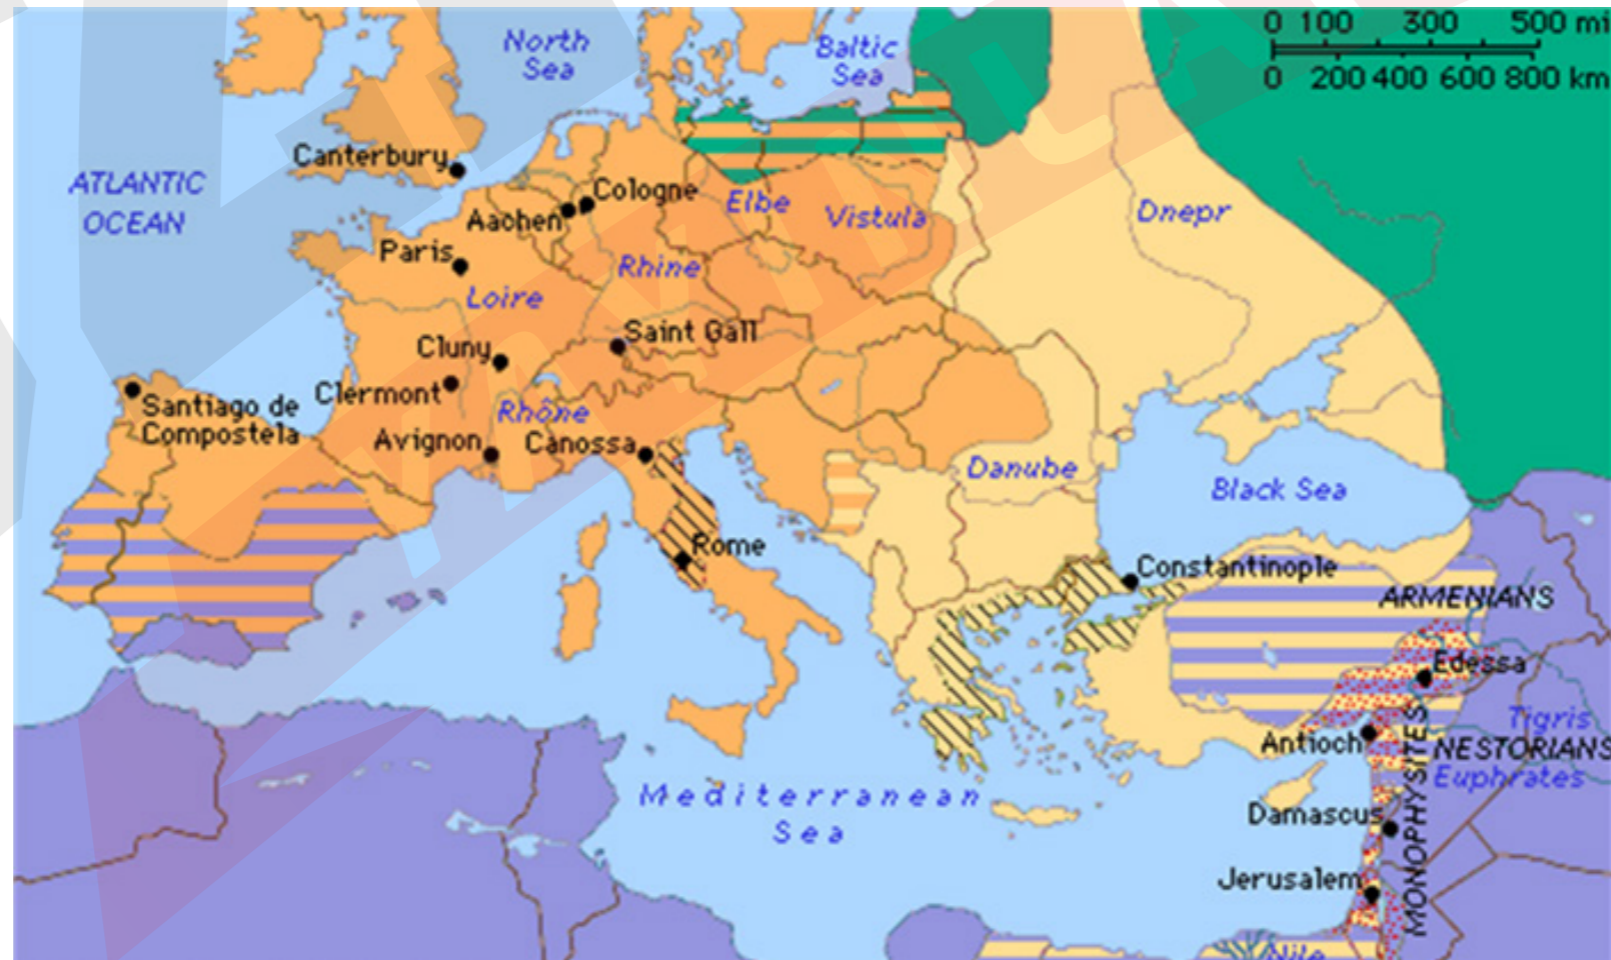 0 100 300 500 mi
0 200 400 600 800 km
North
Sea
Baltic
Sea
Canterbury
ATLANTIC
OCEAN
Cologne
Aachen
Elbe
Vistula
Dnepr
Paris
Rhine
Loire
Saint Gall
Cluny
Clermont
Santiago de
Compostela
Rhône
Avignon
Canossa
Danube
Black Sea
Rome
Constantinople
ARMENIANS
Edessa
Tigris
Antioch
NESTORIANS
Euphrates
MONOPHYSITES
Mediterranean
Sea
Damascus
Jerusalem
Nile